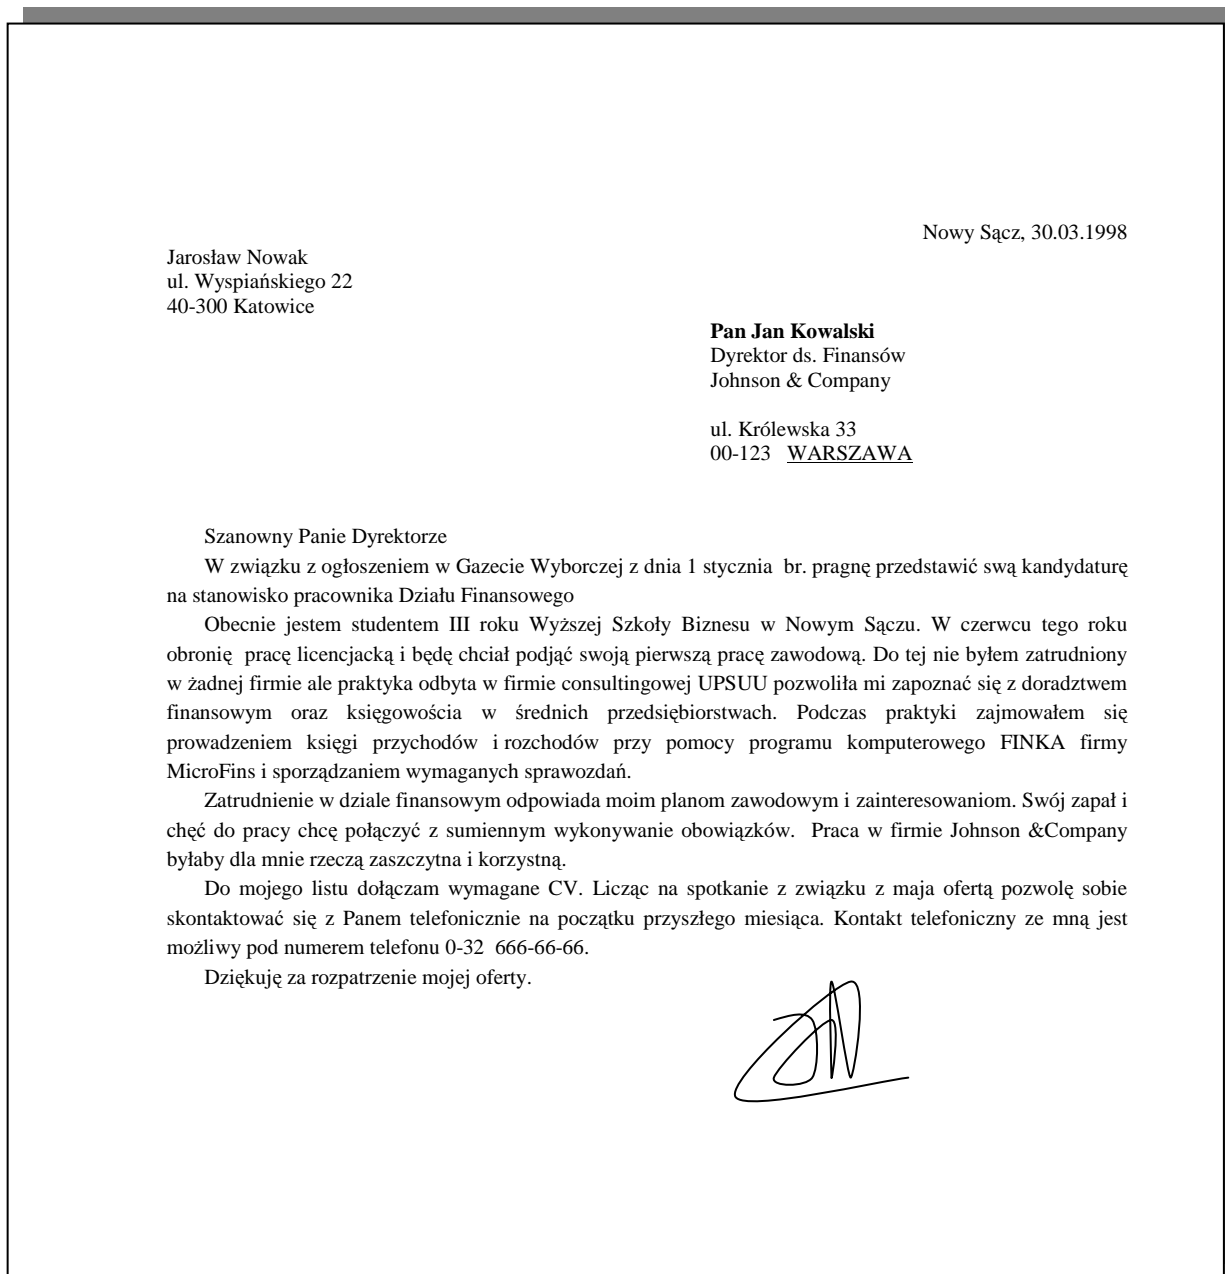 Nowy Sącz, 30.03.1998
Jarosław Nowak
ul. Wyspiańskiego 22
40-300 Katowice
Pan Jan Kowalski
Dyrektor ds. Finansów
Johnson & Company
ul. Królewska 33
00-123 WARSZAWA
Szanowny Panie Dyrektorze
W związku z ogłoszeniem w Gazecie Wyborczej z dnia 1 stycznia br. pragnę przedstawić swą kandydaturę
na stanowisko pracownika Działu Finansowego
Obecnie jestem studentem III roku Wyższej Szkoły Biznesu w Nowym Sączu. W czerwcu tego roku
obronię pracę licencjacką i będę chciał podjąć swoją pierwszą pracę zawodową. Do tej nie byłem zatrudniony
w żadnej firmie ale praktyka odbyta w firmie consultingowej UPSUU pozwoliła mi zapoznać się z doradztwem
finansowym oraz księgowościa w średnich przedsiębiorstwach. Podczas praktyki zajmowałem się
prowadzeniem księgi przychodów i rozchodów przy pomocy programu komputerowego FINKA firmy
MicroFins i sporządzaniem wymaganych sprawozdań.
Zatrudnienie w dziale finansowym odpowiada moim planom zawodowym i zainteresowaniom. Swój zapał i
chęć do pracy chcę połączyć z sumiennym wykonywanie obowiązków. Praca w firmie Johnson &Company
byłaby dla mnie rzeczą zaszczytna i korzystną.
Do mojego listu dołączam wymagane CV. Licząc na spotkanie z związku z maja ofertą pozwolę sobie
skontaktować się z Panem telefonicznie na początku przyszłego miesiąca. Kontakt telefoniczny ze mną jest
możliwy pod numerem telefonu 0-32 666-66-66.
Dziękuję za rozpatrzenie mojej oferty.